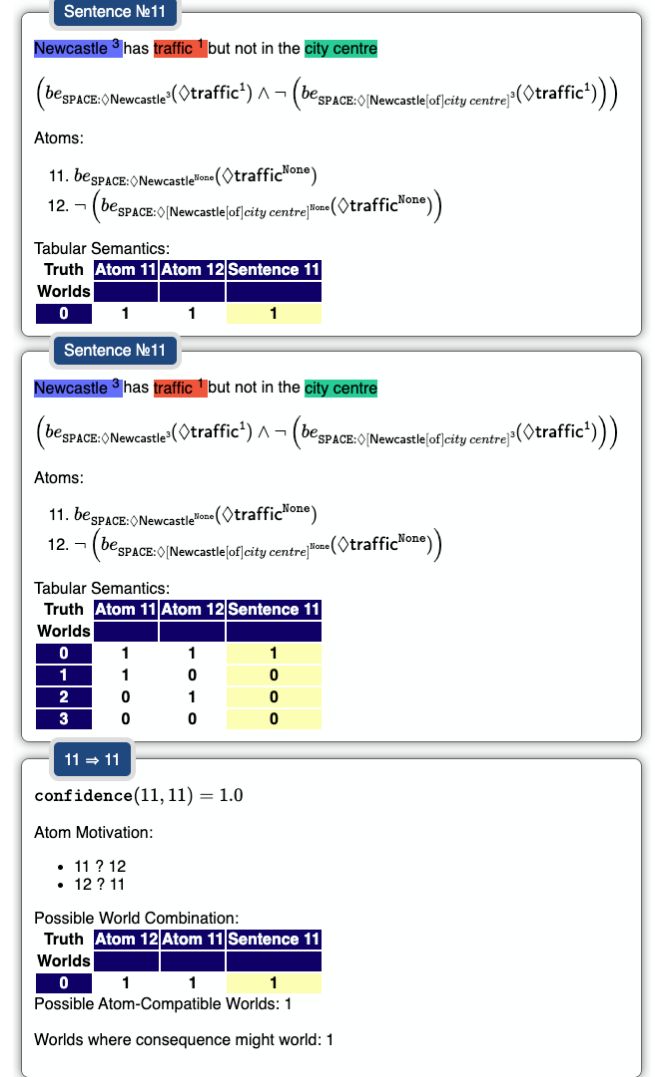 Sentence №11
Newcastle ³ has traffic ¹ but not in the city centre
(be_SPACE:◊Newcastle³(◊traffic¹) ∧ ¬ (be_SPACE:◊[Newcastle[of]city centre]³(◊traffic¹)))
Atoms:
11. be_SPACE:◊Newcastle^None(◊traffic^None)
12. ¬ (be_SPACE:◊[Newcastle[of]city centre]^None(◊traffic^None))
Tabular Semantics:
Truth Atom 11 Atom 12 Sentence 11
Worlds
0 1 1 1
Sentence №11
Newcastle ³ has traffic ¹ but not in the city centre
(be_SPACE:◊Newcastle³(◊traffic¹) ∧ ¬ (be_SPACE:◊[Newcastle[of]city centre]³(◊traffic¹)))
Atoms:
11. be_SPACE:◊Newcastle^None(◊traffic^None)
12. ¬ (be_SPACE:◊[Newcastle[of]city centre]^None(◊traffic^None))
Tabular Semantics:
Truth Atom 11 Atom 12 Sentence 11
Worlds
0 1 1 1
1 1 0 0
2 0 1 0
3 0 0 0
11 ⇒ 11
confidence(11, 11) = 1.0
Atom Motivation:
• 11 ? 12
• 12 ? 11
Possible World Combination:
Truth Atom 12 Atom 11 Sentence 11
Worlds
0 1 1 1
Possible Atom-Compatible Worlds: 1
Worlds where consequence might world: 1